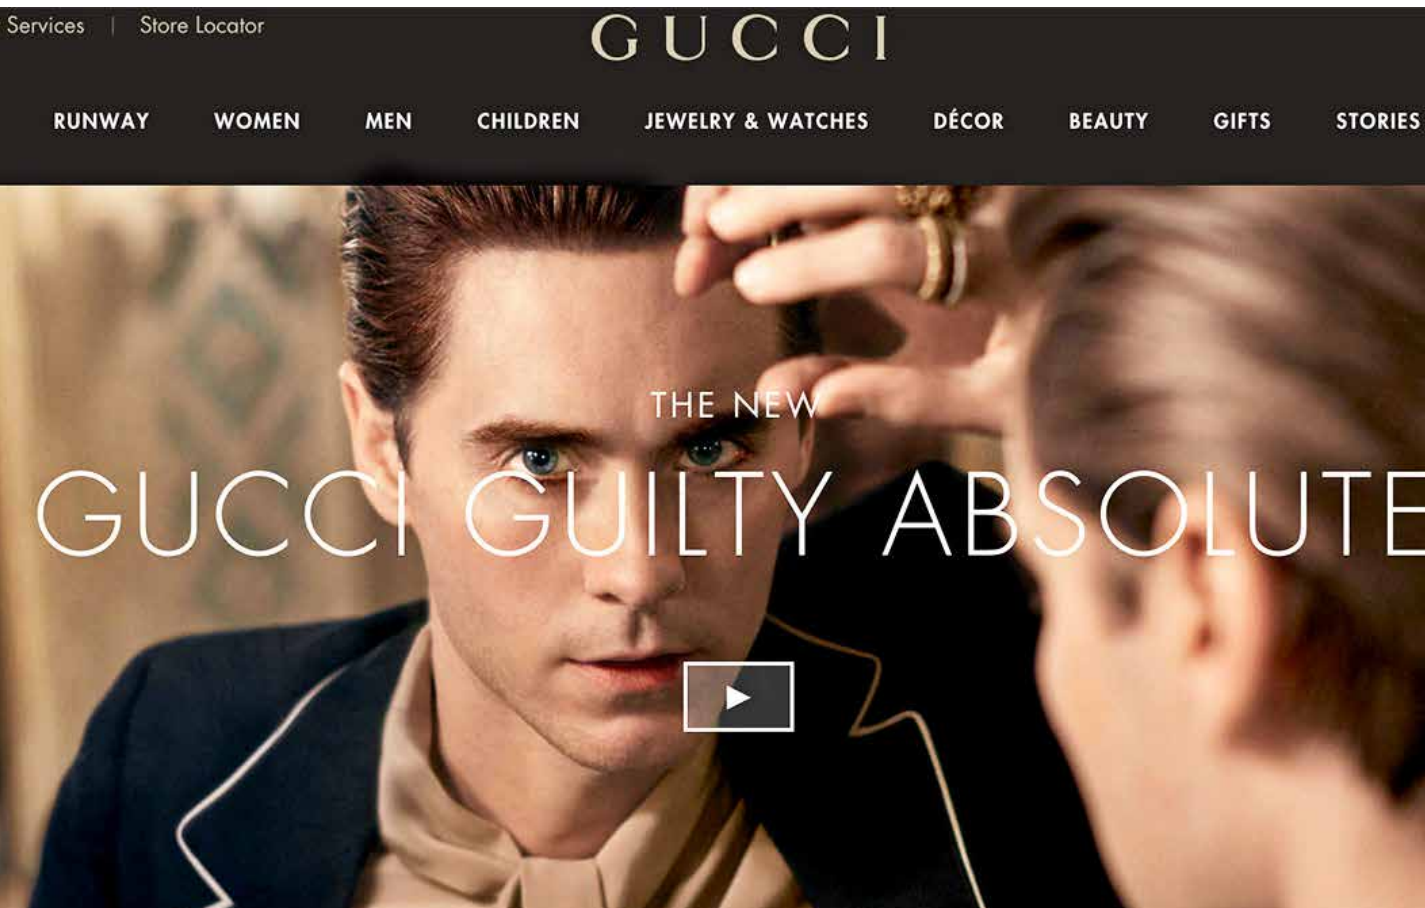 Services | Store Locator
GUCCI
RUNWAY WOMEN MEN CHILDREN JEWELRY & WATCHES DÉCOR BEAUTY GIFTS STORIES
THE NEW
GUCCI GUILTY ABSOLUTE